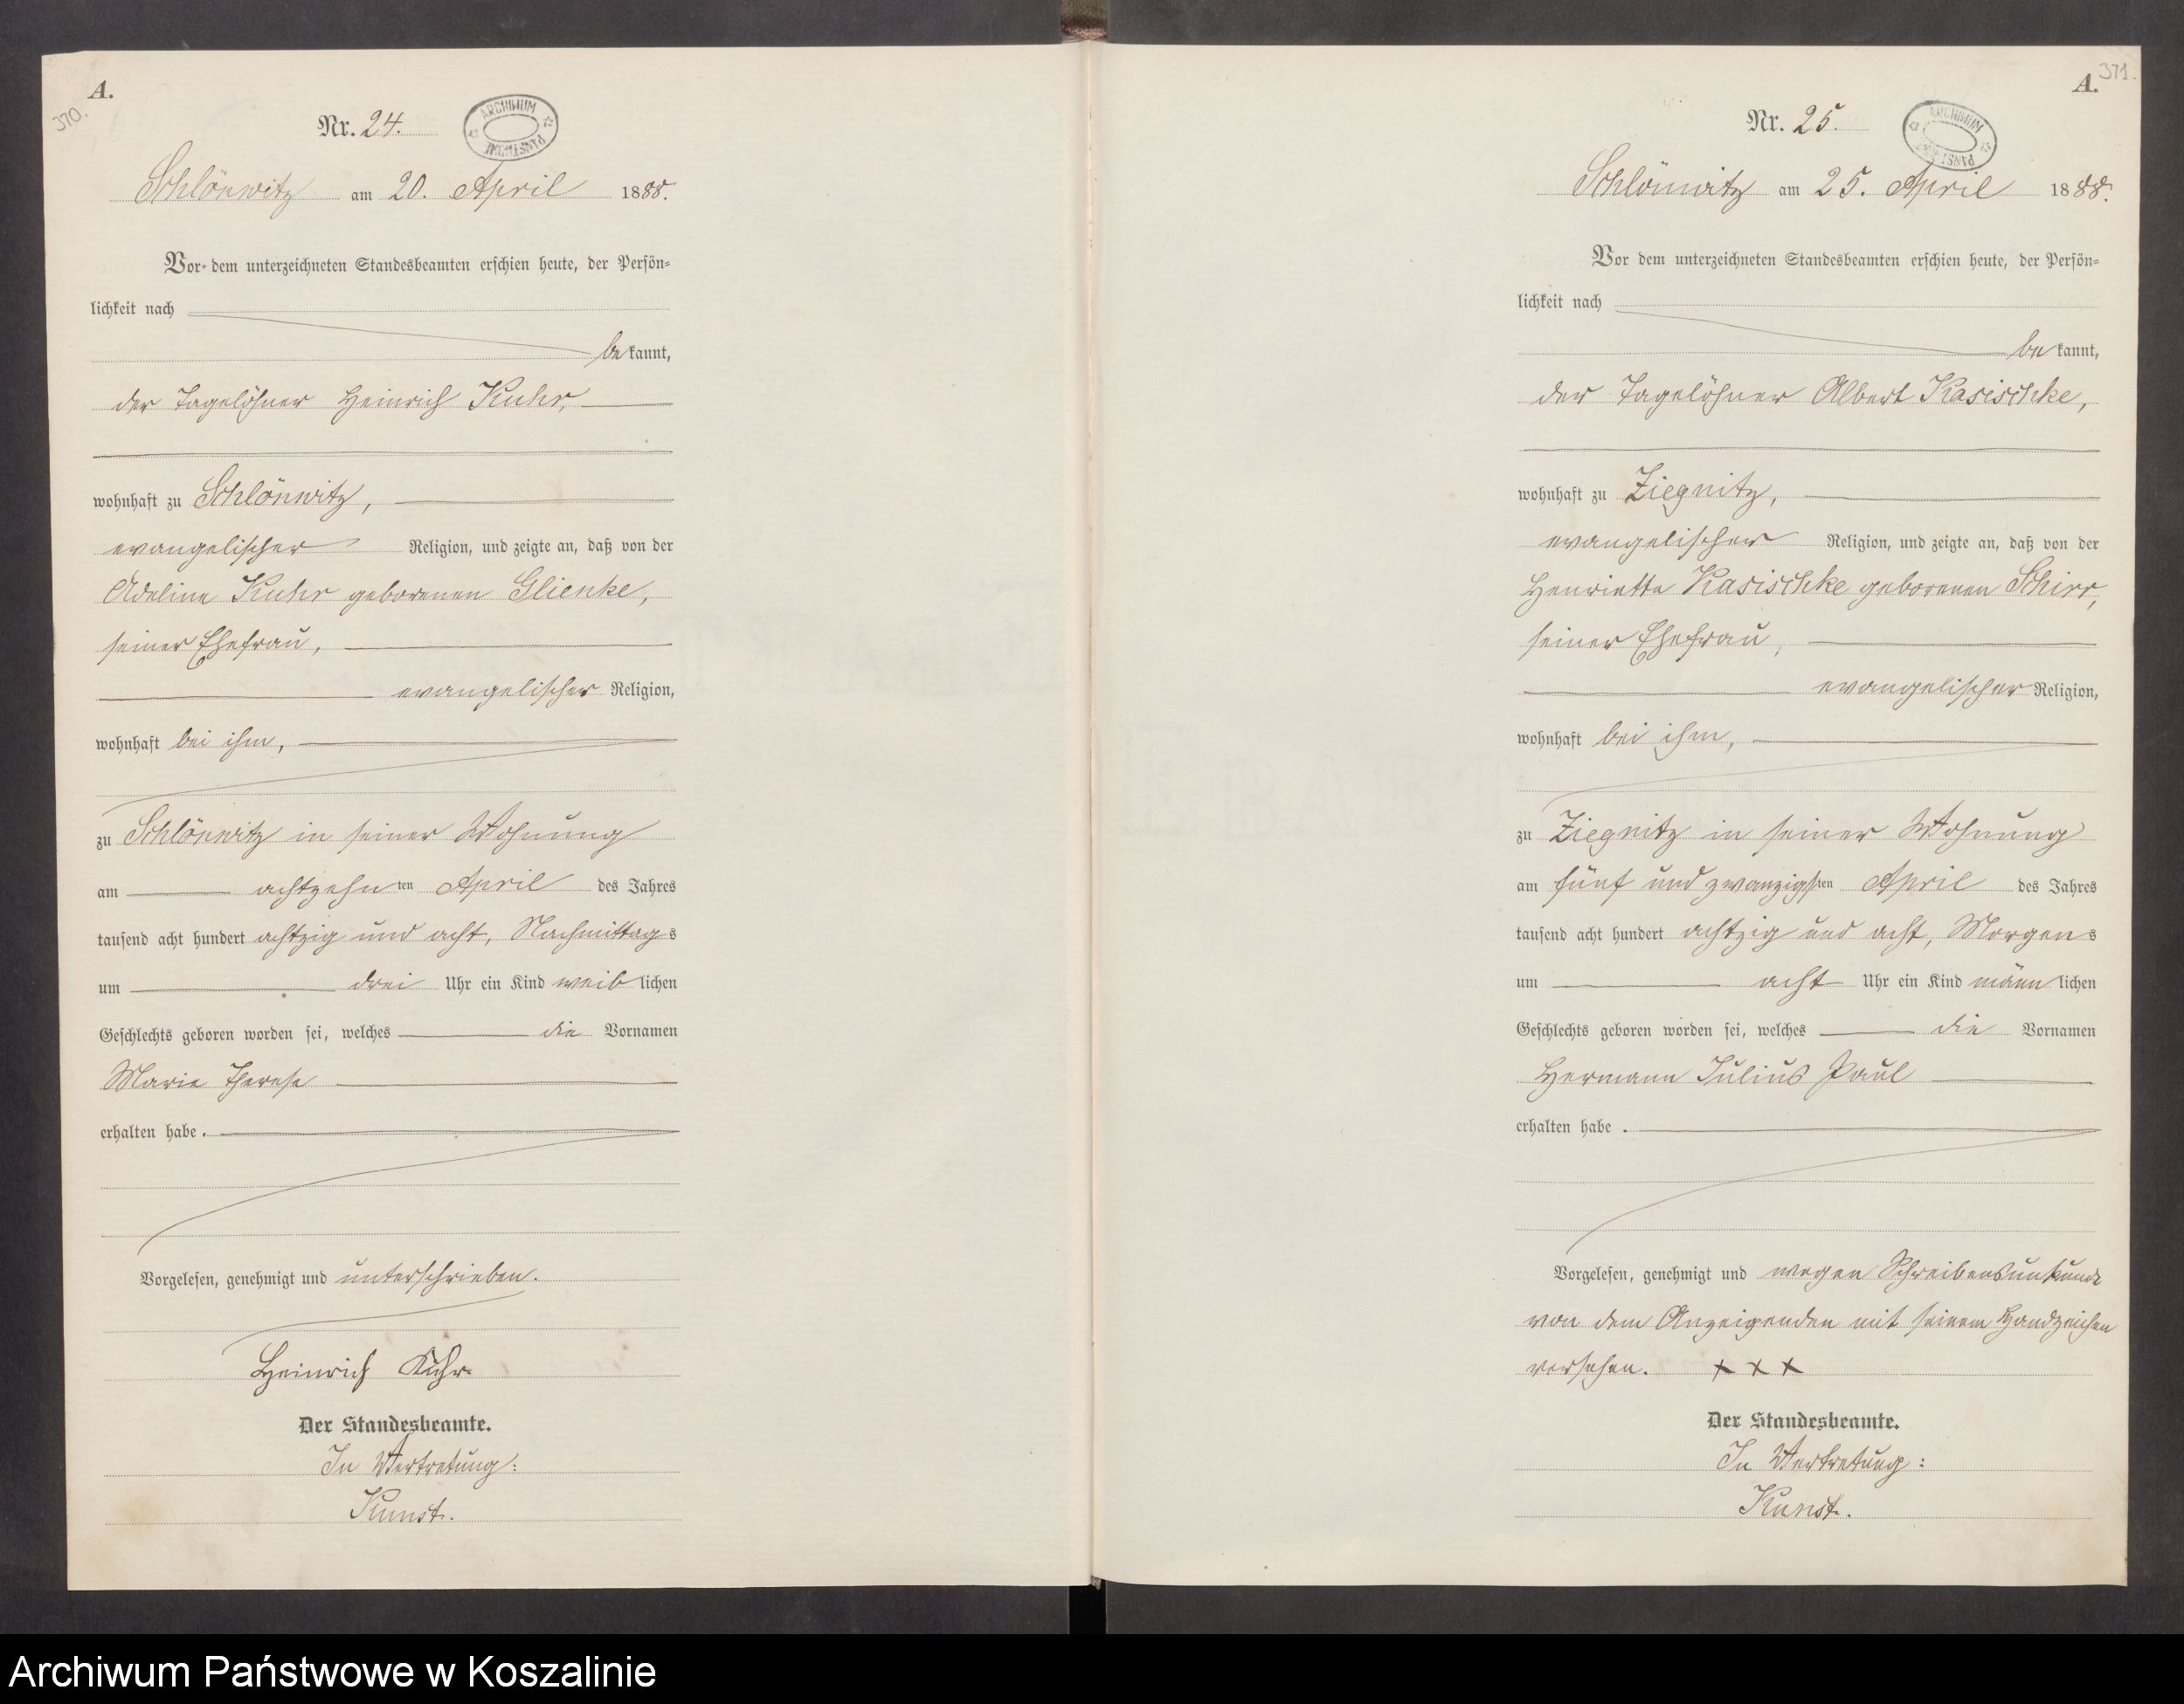 A.
370.
Nr. 24.
ARCHIWUM PAŃSTWOWE
Schlönwitz am 20. April 1888.
Vor dem unterzeichneten Standesbeamten erschien heute, der Persön=
lichkeit nach
bekannt,
der Tagelöhner Heinrich Kuhr,
wohnhaft zu Schlönwitz,
evangelischer Religion, und zeigte an, daß von der
Adeline Kuhr geborenen Glienke,
seiner Ehefrau,
evangelischer Religion,
wohnhaft bei ihm,
zu Schlönwitz in seiner Wohnung
am achtzehnten April des Jahres
tausend acht hundert achtzig und acht, Nachmittags
um drei Uhr ein Kind weiblichen
Geschlechts geboren worden sei, welches die Vornamen
Marie Therese
erhalten habe.
Vorgelesen, genehmigt und unterschrieben.
Heinrich Kuhr
Der Standesbeamte.
In Vertretung:
Kunst.
371.
A.
Nr. 25.
ARCHIWUM PAŃSTWOWE
Schlönwitz am 25. April 1888.
Vor dem unterzeichneten Standesbeamten erschien heute, der Persön=
lichkeit nach
bekannt,
der Tagelöhner Albert Kasischke,
wohnhaft zu Ziegnitz,
evangelischer Religion, und zeigte an, daß von der
Henriette Kasischke geborenen Schirr,
seiner Ehefrau,
evangelischer Religion,
wohnhaft bei ihm,
zu Ziegnitz in seiner Wohnung
am fünf und zwanzigsten April des Jahres
tausend acht hundert achtzig und acht, Morgens
um acht Uhr ein Kind männlichen
Geschlechts geboren worden sei, welches die Vornamen
Hermann Julius Paul
erhalten habe.
Vorgelesen, genehmigt und wegen Schreibensunkunde
von dem Anzeigenden mit seinem Handzeichen
versehen. + + +
Der Standesbeamte.
In Vertretung:
Kunst.
Archiwum Państwowe w Koszalinie